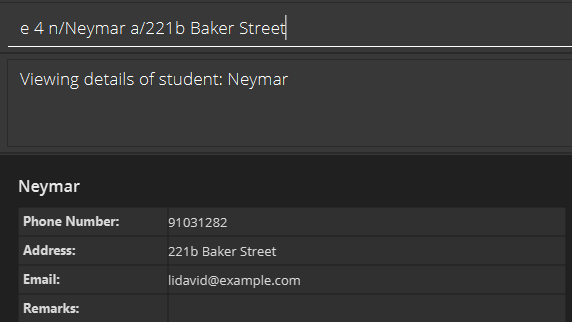 e 4 n/Neymar a/221b Baker Street
Viewing details of student: Neymar
Neymar
Phone Number: 91031282
Address: 221b Baker Street
Email: lidavid@example.com
Remarks: